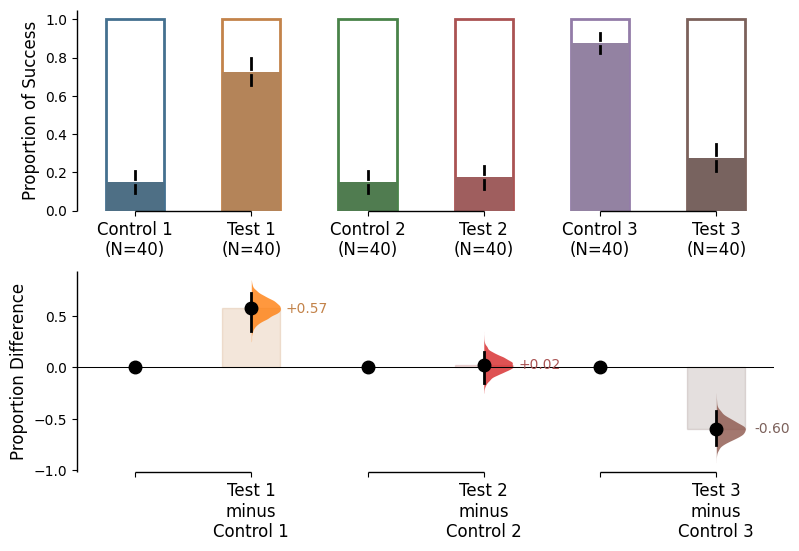 Proportion of Success
1.0
0.8
0.6
0.4
0.2
0.0
Control 1 Test 1 Control 2 Test 2 Control 3 Test 3
(N=40) (N=40) (N=40) (N=40) (N=40) (N=40)
Proportion Difference
0.5
0.0
−0.5
−1.0
+0.57
+0.02
-0.60
Test 1 Test 2 Test 3
minus minus minus
Control 1 Control 2 Control 3